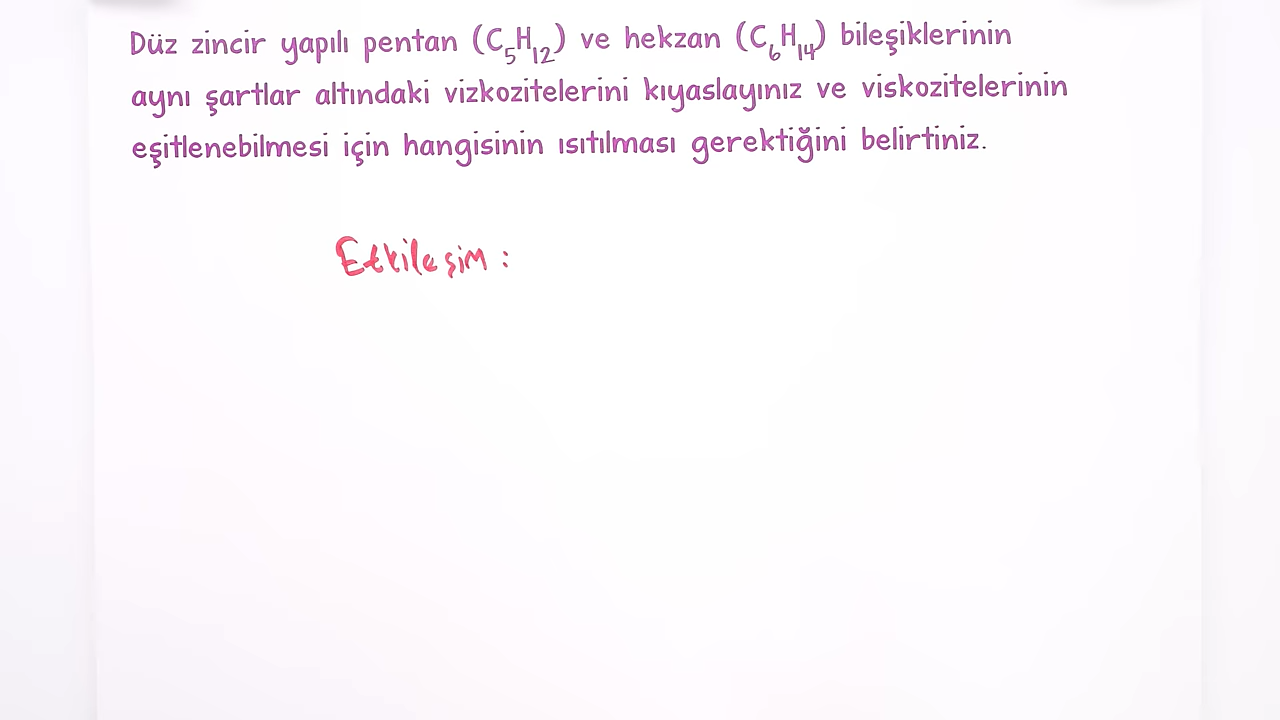 Düz zincir yapılı pentan (C₅H₁₂) ve hekzan (C₆H₁₄) bileşiklerinin
aynı şartlar altındaki vizkozitelerini kıyaslayınız ve viskozitelerinin
eşitlenebilmesi için hangisinin ısıtılması gerektiğini belirtiniz.
Etkileşim :